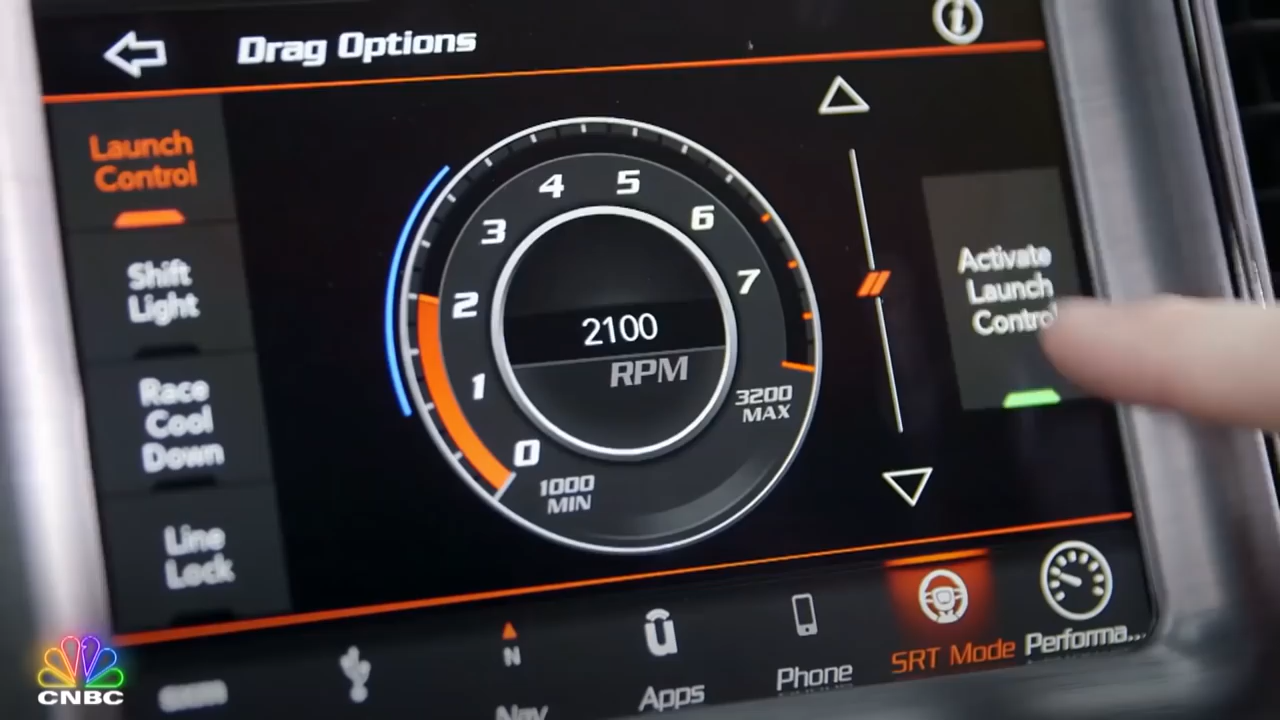 Drag Options
Launch
Control
Shift
Light
Race
Cool
Down
Line
Lock
0
1
2
3
4
5
6
7
2100
RPM
1000
MIN
3200
MAX
Activate
Launch
Control
N
Nav
Apps
Phone
SRT Mode
Performa...
CNBC